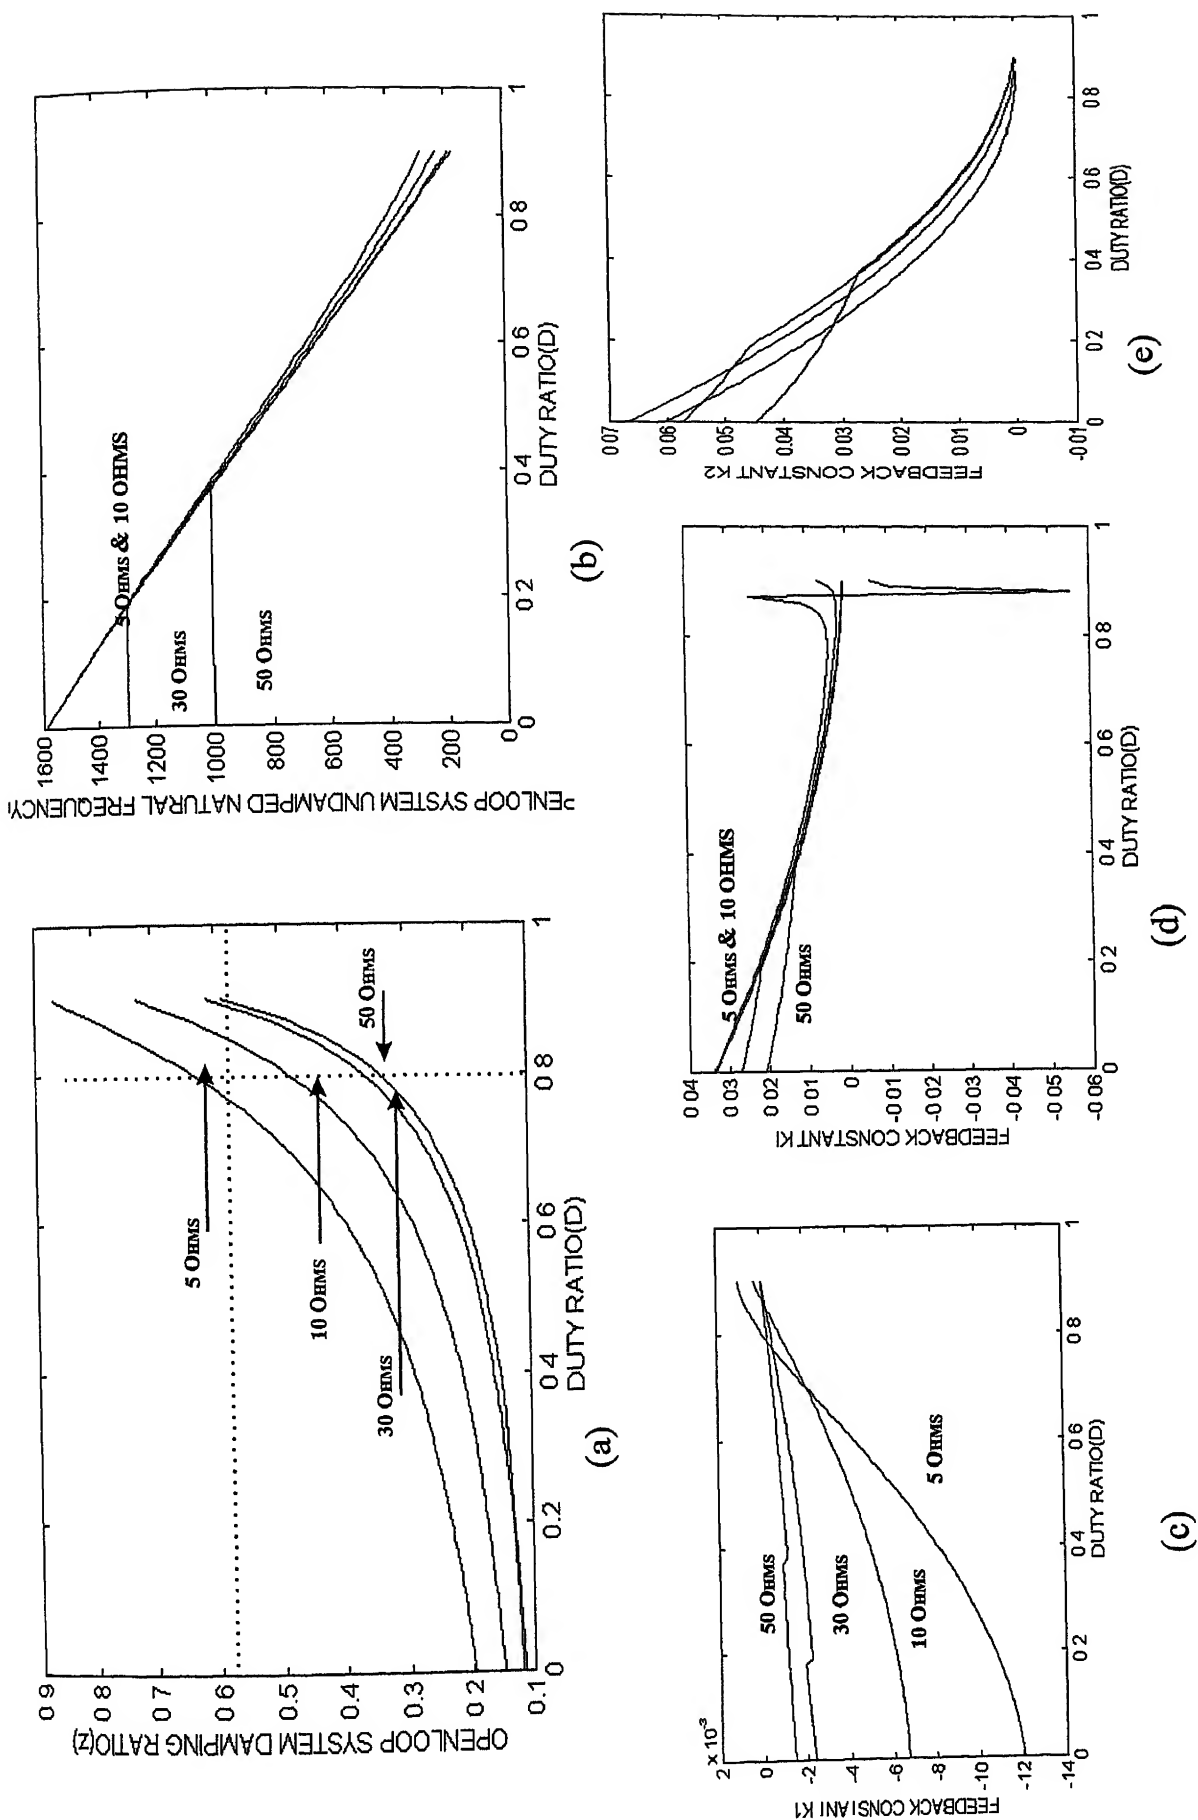 OPENLOOP SYSTEM DAMPING RATIO(z)
0 9
0 8
0 7
0 6
0.5
0 4
0.3
0 2
0.1
0
0.2
0 4
0 6
0 8
1
DUTY RATIO(D)
5 OHMS
10 OHMS
30 OHMS
50 OHMS
(a)
PENLOOP SYSTEM UNDAMPED NATURAL FREQUENCY
1600
1400
1200
1000
800
600
400
200
0
0
0 2
0 4
0 6
0 8
1
DUTY RATIO(D)
5 OHMS & 10 OHMS
30 OHMS
50 OHMS
(b)
FEEDBACK CONSTANT K1
x 10⁻³
2
0
-2
-4
-6
-8
-10
-12
-14
0
0 2
0 4
0 6
0 8
1
DUTY RATIO(D)
50 OHMS
30 OHMS
10 OHMS
5 OHMS
(c)
FEEDBACK CONSTANT KI
0 04
0 03
0 02
0 01
0
-0 01
-0 02
-0 03
-0 04
-0 05
-0 06
0
0 2
0 4
0 6
0 8
1
DUTY RATIO(D)
5 OHMS & 10 OHMS
50 OHMS
(d)
FEEDBACK CONSTANT K2
0 07
0 06
0 05
0 04
0 03
0 02
0 01
0
-0 01
0
0 2
0 4
0 6
0 8
1
DUTY RATIO(D)
(e)